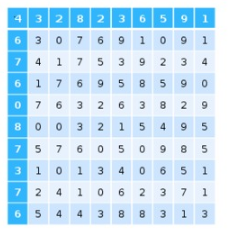 4 3 2 8 2 3 6 5 9 1
6 3 0 7 6 9 1 0 9 1
7 4 1 7 5 3 9 2 3 4
6 1 7 6 9 5 8 5 9 0
0 7 6 3 2 6 3 8 2 9
8 0 0 3 2 1 5 4 9 5
7 5 7 6 0 5 0 9 8 5
3 1 0 1 3 4 0 6 5 1
7 2 4 1 0 6 2 3 7 1
6 5 4 4 3 8 8 3 1 3